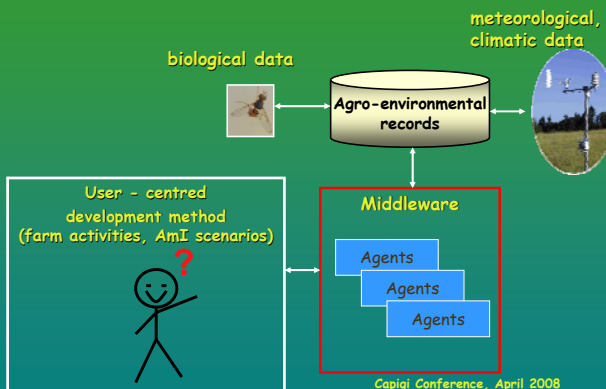 meteorological,
climatic data
biological data
Agro-environmental
records
User - centred
development method
(farm activities, AmI scenarios)
?
Middleware
Agents
Agents
Agents
Capigi Conference, April 2008